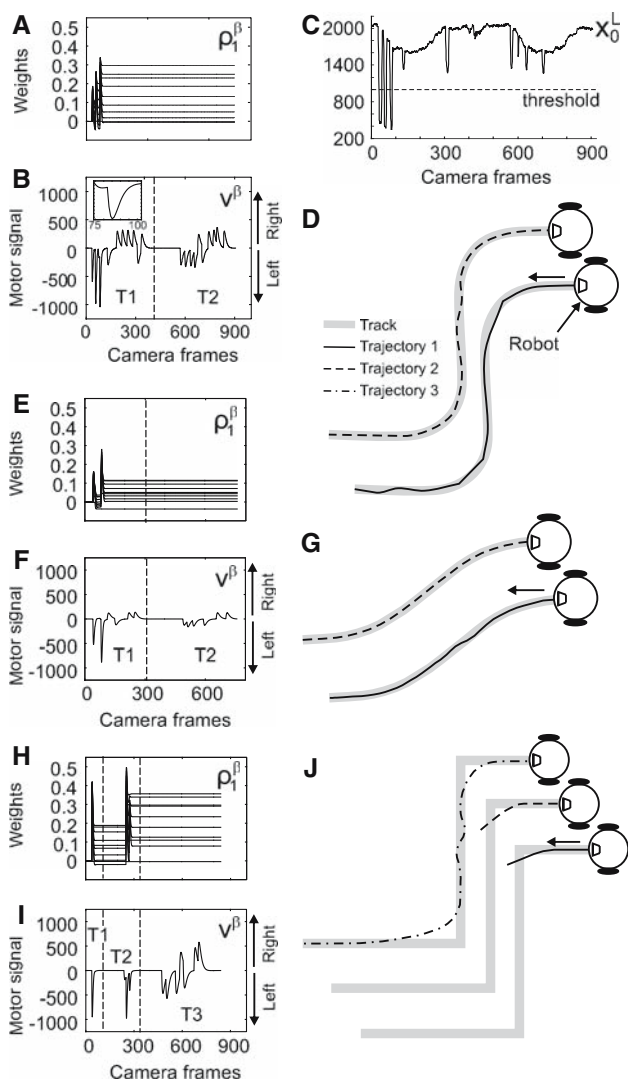 A
ρ₁ᵝ
Weights
0.5
0.4
0.3
0.2
0.1
0
B
vᵝ
Motor signal
1000
500
0
-500
-1000
75
100
T1
T2
Right
Left
0
300
600
900
Camera frames
C
x₀ᴸ
2000
1600
1200
800
400
200
threshold
0
300
600
900
Camera frames
D
Track
Trajectory 1
Trajectory 2
Trajectory 3
Robot
E
ρ₁ᵝ
Weights
0.5
0.4
0.3
0.2
0.1
0
F
vᵝ
Motor signal
1000
500
0
-500
-1000
T1
T2
Right
Left
0
300
600
Camera frames
G
H
ρ₁ᵝ
Weights
0.5
0.4
0.3
0.2
0.1
0
I
vᵝ
Motor signal
1000
500
0
-500
-1000
T1
T2
T3
Right
Left
0
300
600
900
Camera frames
J